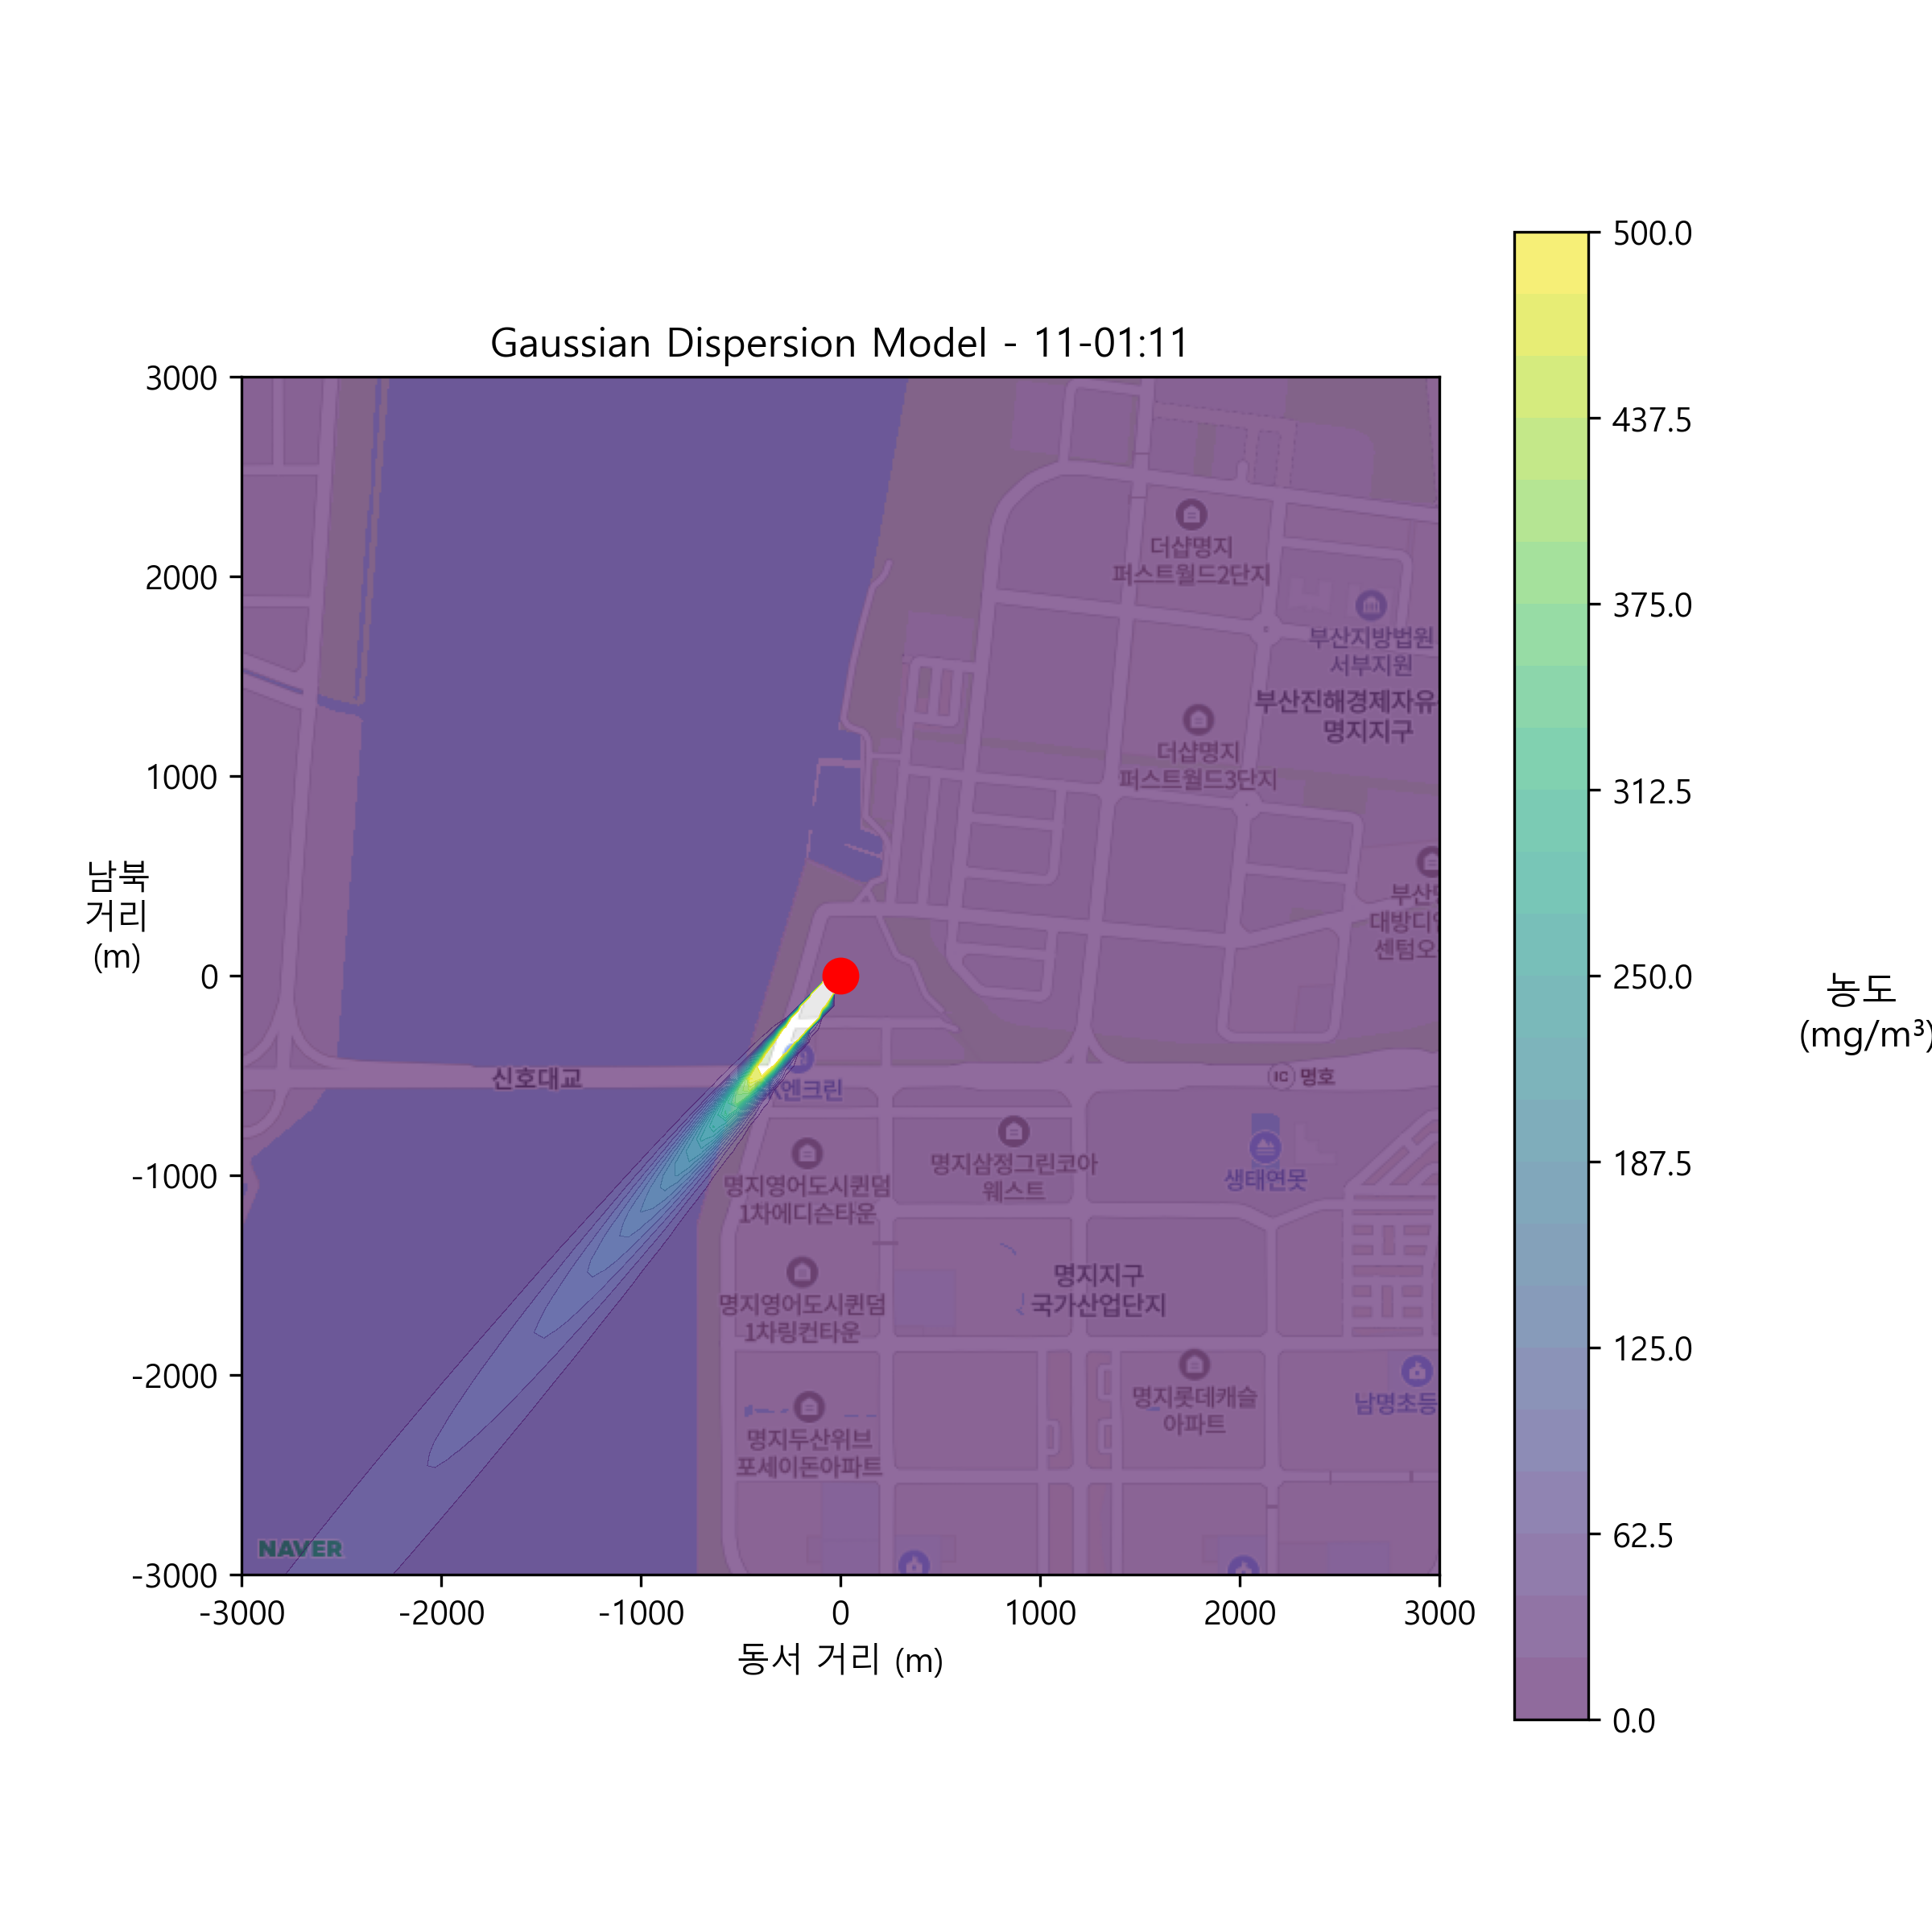 Gaussian Dispersion Model - 11-01:11
3000
2000
1000
0
-1000
-2000
-3000
남북
거리
(m)
더샵명지
퍼스트월드2단지
부산지방법원
서부지원
부산진해경제자유
명지지구
더샵명지
퍼스트월드3단지
부산
대방디
센텀오
신호대교
SK엔크린
IC 명호
명지영어도시퀸덤
1차에디슨타운
명지삼정그린코아
웨스트
생태연못
명지영어도시퀸덤
1차링컨타운
명지지구
국가산업단지
명지두산위브
포세이돈아파트
명지롯데캐슬
아파트
남명초등
NAVER
-3000
-2000
-1000
0
1000
2000
3000
동서 거리 (m)
500.0
437.5
375.0
312.5
250.0
187.5
125.0
62.5
0.0
농도
(mg/m³)